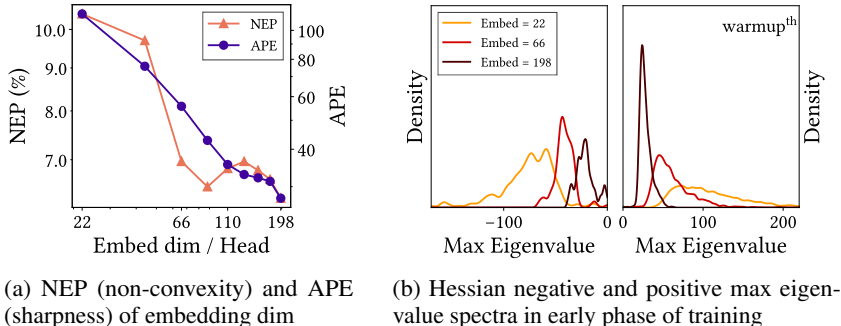 10.0
9.0
8.0
7.0
NEP (%)
NEP
APE
100
80
60
40
APE
22
66
110
198
Embed dim / Head
Embed = 22
Embed = 66
Embed = 198
Density
−100
0
Max Eigenvalue
warmupᵗʰ
Density
0
100
200
Max Eigenvalue
(a) NEP (non-convexity) and APE
(sharpness) of embedding dim
(b) Hessian negative and positive max eigen-
value spectra in early phase of training